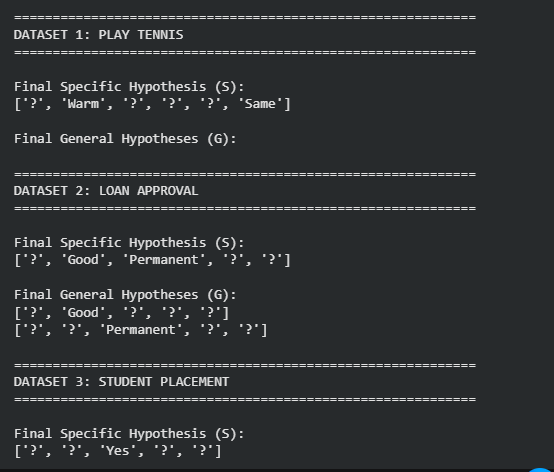 ============================================================
DATASET 1: PLAY TENNIS
============================================================
Final Specific Hypothesis (S):
['?', 'Warm', '?', '?', '?', 'Same']
Final General Hypotheses (G):
============================================================
DATASET 2: LOAN APPROVAL
============================================================
Final Specific Hypothesis (S):
['?', 'Good', 'Permanent', '?', '?']
Final General Hypotheses (G):
['?', 'Good', '?', '?', '?']
['?', '?', 'Permanent', '?', '?']
============================================================
DATASET 3: STUDENT PLACEMENT
============================================================
Final Specific Hypothesis (S):
['?', '?', 'Yes', '?', '?']